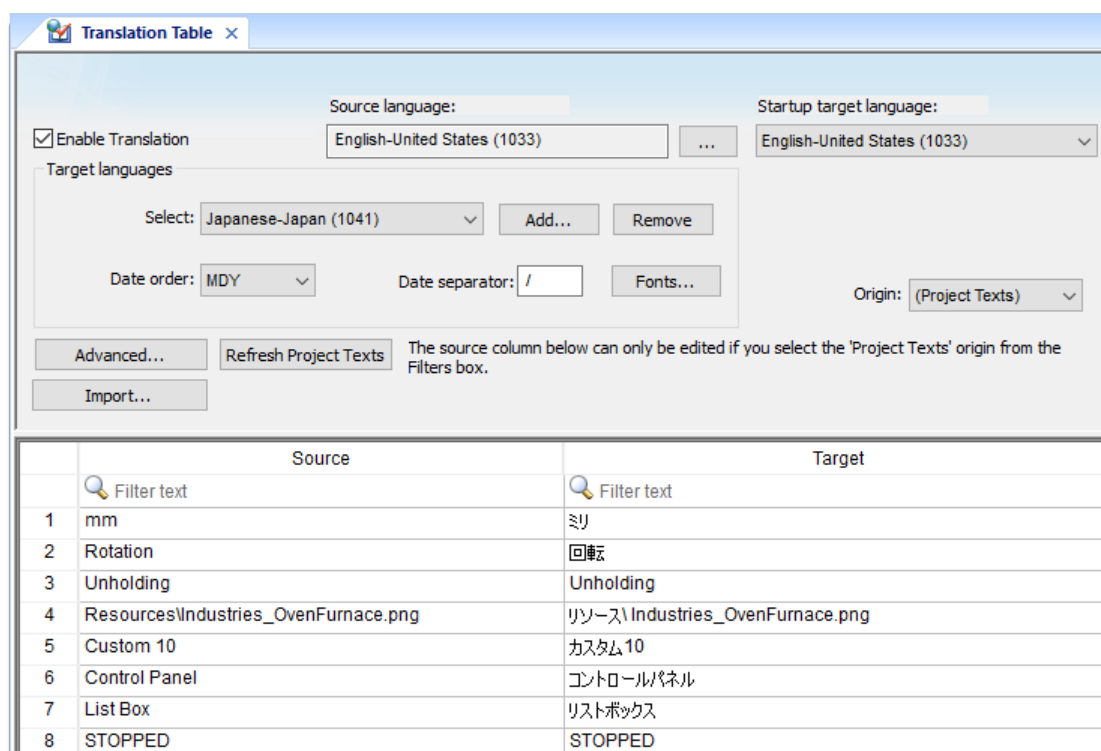 Translation Table ×
Source language:
Startup target language:
Enable Translation
English-United States (1033)
...
English-United States (1033)
Target languages
Select: Japanese-Japan (1041)
Add...
Remove
Date order: MDY
Date separator: /
Fonts...
Origin: (Project Texts)
Advanced...
Refresh Project Texts
The source column below can only be edited if you select the 'Project Texts' origin from the
Filters box.
Import...
Source Target
Filter text Filter text
1 mm ミリ
2 Rotation 回転
3 Unholding Unholding
4 Resources\Industries_OvenFurnace.png リソース\ Industries_OvenFurnace.png
5 Custom 10 カスタム10
6 Control Panel コントロールパネル
7 List Box リストボックス
8 STOPPED STOPPED